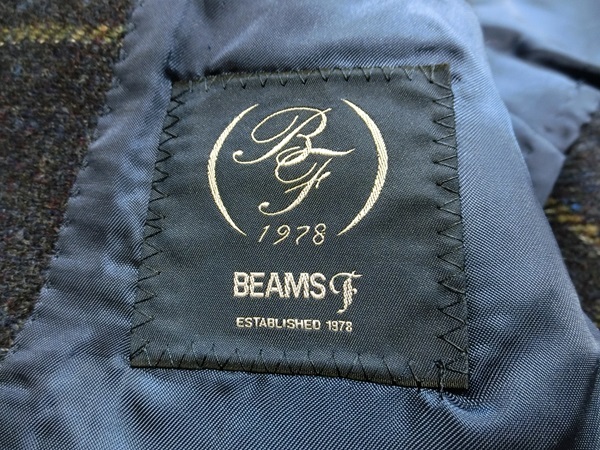 BF
1978
BEAMS F
ESTABLISHED 1978